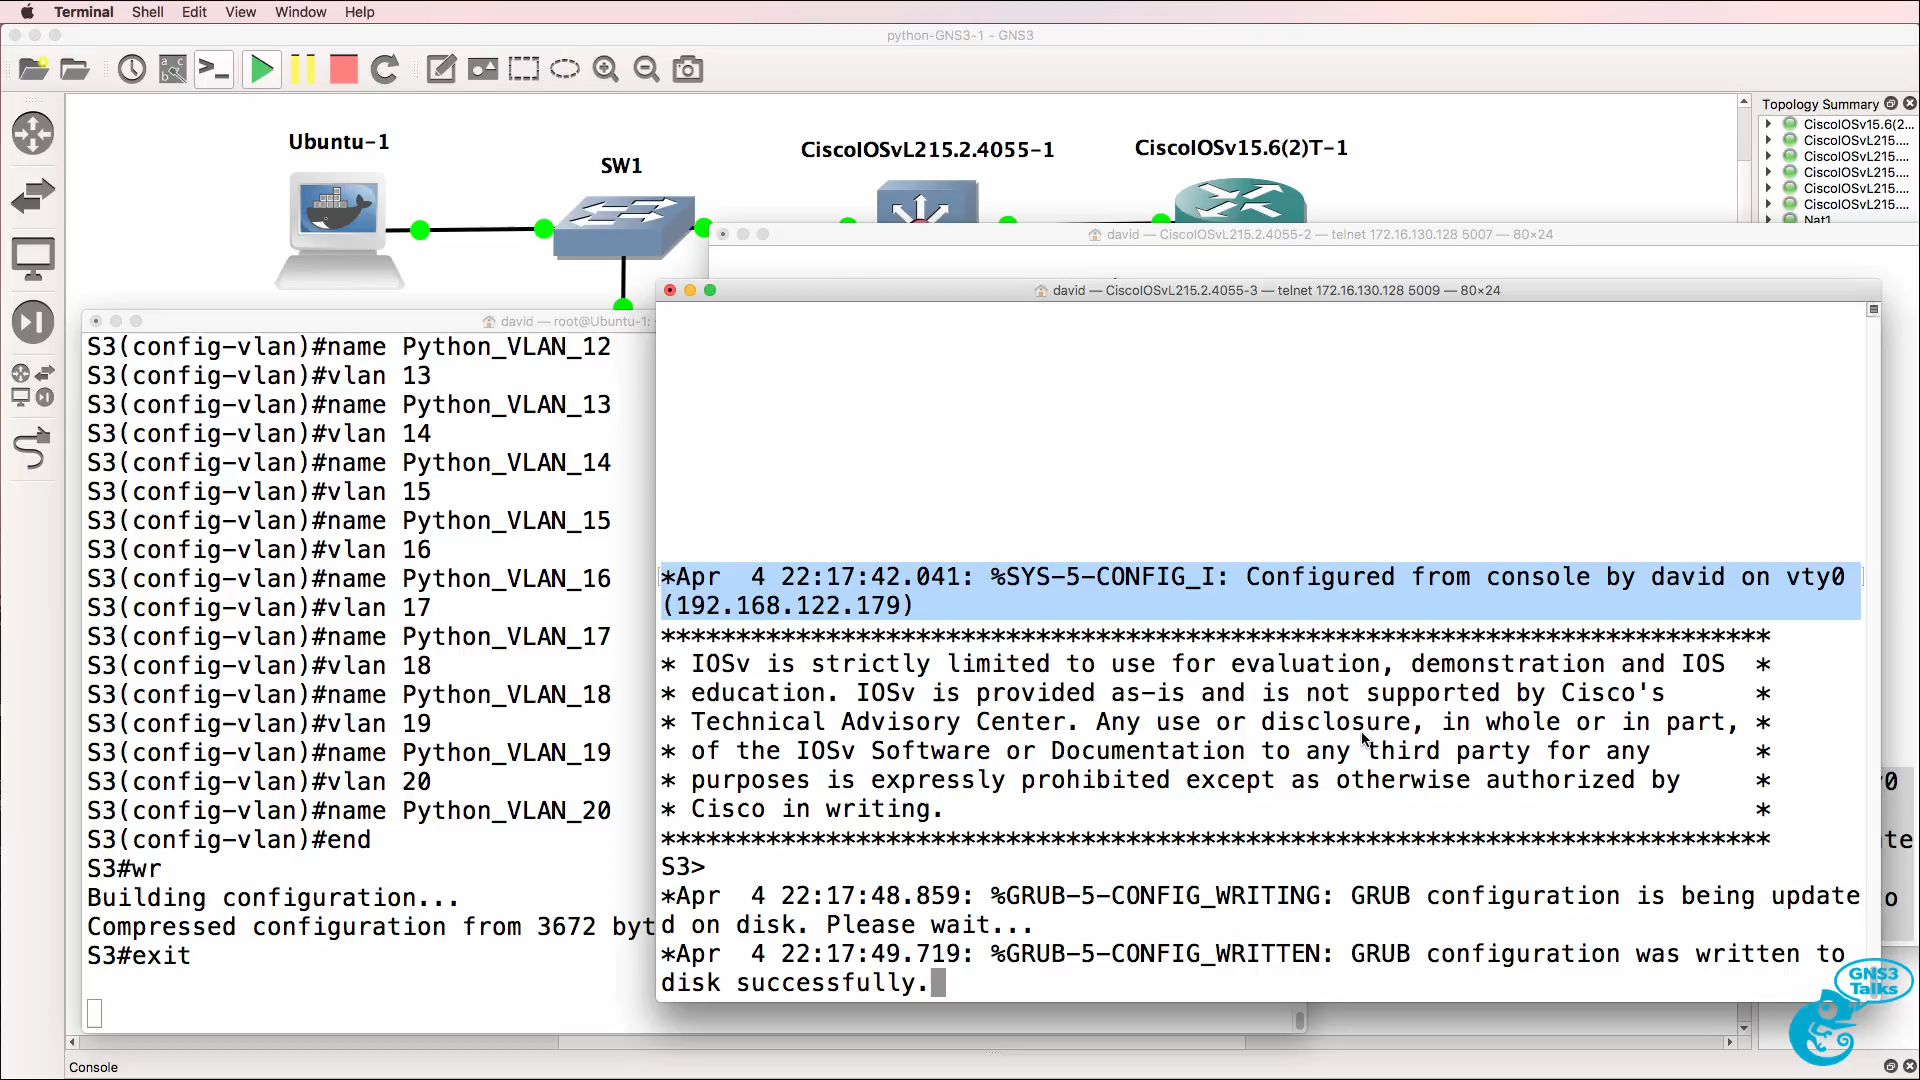 Terminal Shell Edit View Window Help
python-GNS3-1 - GNS3
Topology Summary
CiscoIOSv15.6(2...
CiscoIOSvL215....
CiscoIOSvL215....
CiscoIOSvL215....
CiscoIOSvL215....
CiscoIOSvL215....
Nat1
Ubuntu-1
SW1
CiscoIOSvL215.2.4055-1
CiscoIOSv15.6(2)T-1
david — CiscoIOSvL215.2.4055-2 — telnet 172.16.130.128 5007 — 80×24
david — root@Ubuntu-1:
S3(config-vlan)#name Python_VLAN_12
S3(config-vlan)#vlan 13
S3(config-vlan)#name Python_VLAN_13
S3(config-vlan)#vlan 14
S3(config-vlan)#name Python_VLAN_14
S3(config-vlan)#vlan 15
S3(config-vlan)#name Python_VLAN_15
S3(config-vlan)#vlan 16
S3(config-vlan)#name Python_VLAN_16
S3(config-vlan)#vlan 17
S3(config-vlan)#name Python_VLAN_17
S3(config-vlan)#vlan 18
S3(config-vlan)#name Python_VLAN_18
S3(config-vlan)#vlan 19
S3(config-vlan)#name Python_VLAN_19
S3(config-vlan)#vlan 20
S3(config-vlan)#name Python_VLAN_20
S3(config-vlan)#end
S3#wr
Building configuration...
Compressed configuration from 3672 byt
S3#exit
david — CiscoIOSvL215.2.4055-3 — telnet 172.16.130.128 5009 — 80×24
*Apr  4 22:17:42.041: %SYS-5-CONFIG_I: Configured from console by david on vty0
(192.168.122.179)
**************************************************************************
* IOSv is strictly limited to use for evaluation, demonstration and IOS  *
* education. IOSv is provided as-is and is not supported by Cisco's      *
* Technical Advisory Center. Any use or disclosure, in whole or in part, *
* of the IOSv Software or Documentation to any third party for any       *
* purposes is expressly prohibited except as otherwise authorized by     *
* Cisco in writing.                                                      *
**************************************************************************
S3>
*Apr  4 22:17:48.859: %GRUB-5-CONFIG_WRITING: GRUB configuration is being update
d on disk. Please wait...
*Apr  4 22:17:49.719: %GRUB-5-CONFIG_WRITTEN: GRUB configuration was written to
disk successfully.
GNS3
Talks
Console